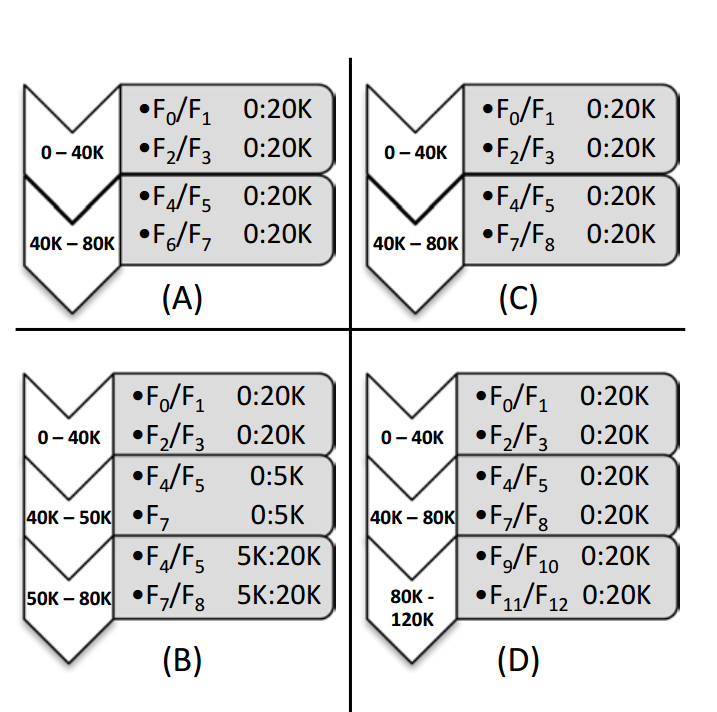 0 – 40K
•F₀/F₁ 0:20K
•F₂/F₃ 0:20K
40K – 80K
•F₄/F₅ 0:20K
•F₆/F₇ 0:20K
(A)
0 – 40K
•F₀/F₁ 0:20K
•F₂/F₃ 0:20K
40K – 80K
•F₄/F₅ 0:20K
•F₇/F₈ 0:20K
(C)
0 – 40K
•F₀/F₁ 0:20K
•F₂/F₃ 0:20K
40K – 50K
•F₄/F₅ 0:5K
•F₇ 0:5K
50K – 80K
•F₄/F₅ 5K:20K
•F₇/F₈ 5K:20K
(B)
0 – 40K
•F₀/F₁ 0:20K
•F₂/F₃ 0:20K
40K – 80K
•F₄/F₅ 0:20K
•F₇/F₈ 0:20K
80K -
120K
•F₉/F₁₀ 0:20K
•F₁₁/F₁₂ 0:20K
(D)